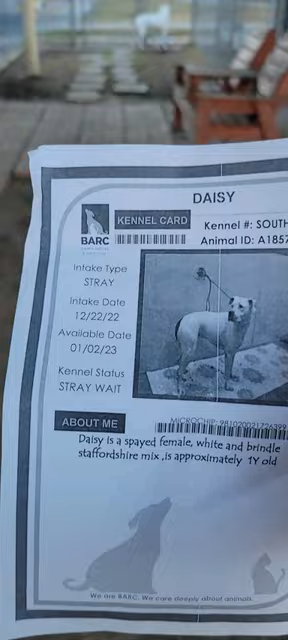 DAISY
KENNEL CARD
Kennel #: SOUTH
BARC
Animal ID: A1857
Intake Type
STRAY
Intake Date
12/22/22
Available Date
01/02/23
Kennel Status
STRAY WAIT
ABOUT ME
MICROCHIP:
Daisy is a spayed female, white and brindle
staffordshire mix ,is approximately 1Y old
We are BARC. We care deeply about animals.